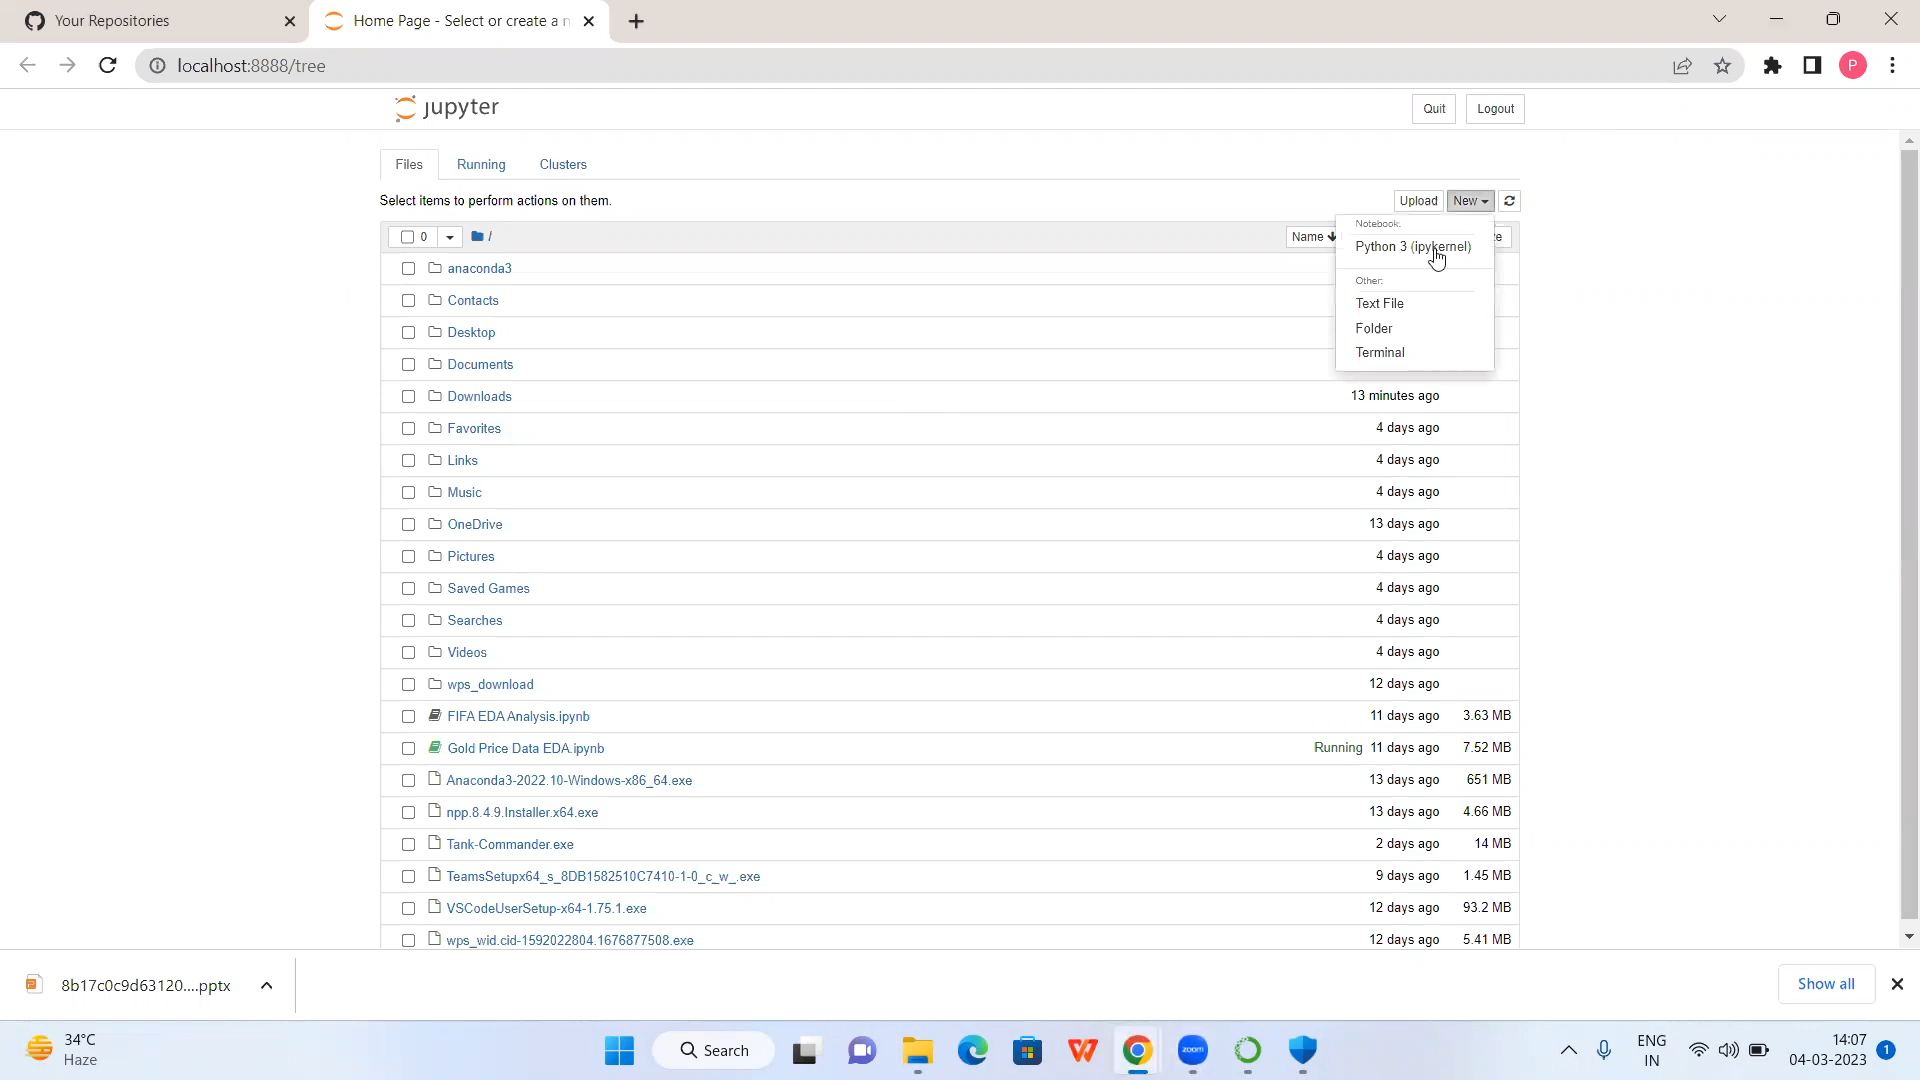 Your Repositories
Home Page - Select or create a n
localhost:8888/tree
P
jupyter
Quit
Logout
Files
Running
Clusters
Select items to perform actions on them.
Upload
New
0
/
Name
ze
Notebook:
Python 3 (ipykernel)
Other:
Text File
Folder
Terminal
anaconda3
Contacts
Desktop
Documents
Downloads 13 minutes ago
Favorites 4 days ago
Links 4 days ago
Music 4 days ago
OneDrive 13 days ago
Pictures 4 days ago
Saved Games 4 days ago
Searches 4 days ago
Videos 4 days ago
wps_download 12 days ago
FIFA EDA Analysis.ipynb 11 days ago 3.63 MB
Gold Price Data EDA.ipynb Running 11 days ago 7.52 MB
Anaconda3-2022.10-Windows-x86_64.exe 13 days ago 651 MB
npp.8.4.9.Installer.x64.exe 13 days ago 4.66 MB
Tank-Commander.exe 2 days ago 14 MB
TeamsSetupx64_s_8DB1582510C7410-1-0_c_w_.exe 9 days ago 1.45 MB
VSCodeUserSetup-x64-1.75.1.exe 12 days ago 93.2 MB
wps_wid.cid-1592022804.1676877508.exe 12 days ago 5.41 MB
8b17c0c9d63120....pptx
Show all
34°C
Haze
Search
zoom
ENG
IN
14:07
04-03-2023
1